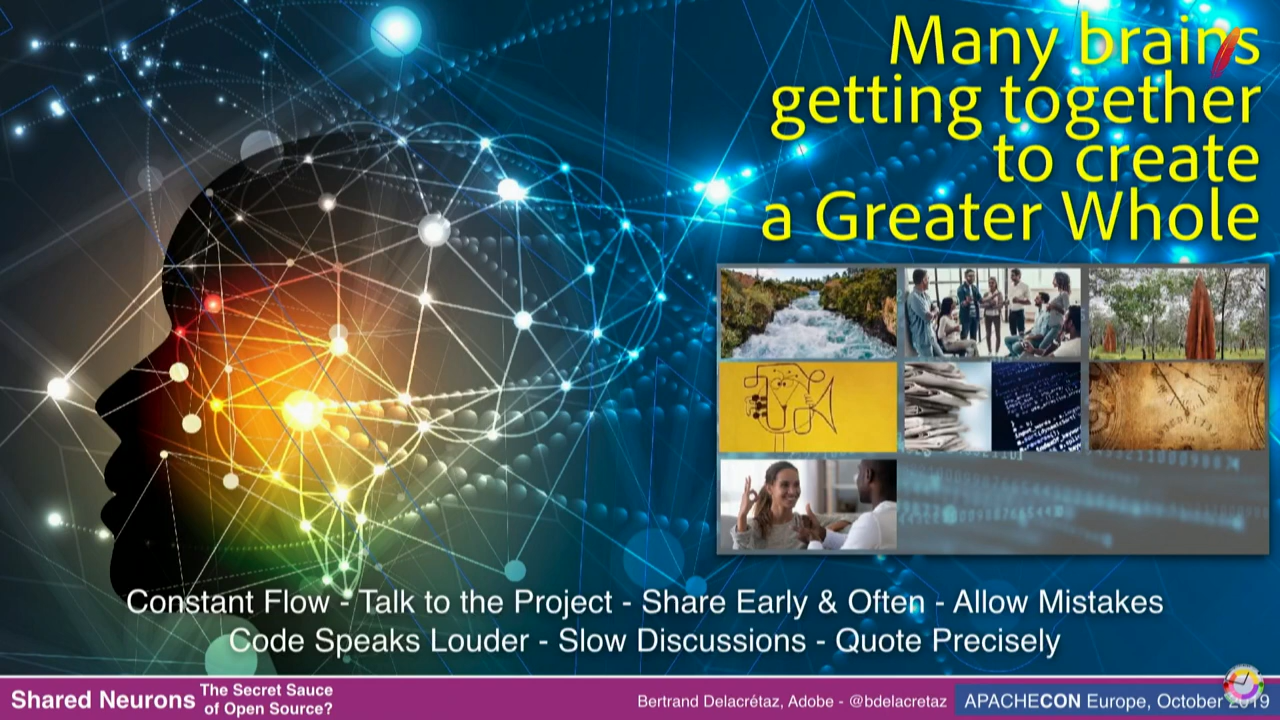 Many brains
getting together
to create
a Greater Whole
Constant Flow - Talk to the Project - Share Early & Often - Allow Mistakes
Code Speaks Louder - Slow Discussions - Quote Precisely
Shared Neurons The Secret Sauce
of Open Source?
Bertrand Delacrétaz, Adobe - @bdelacretaz
APACHECON Europe, October 2019